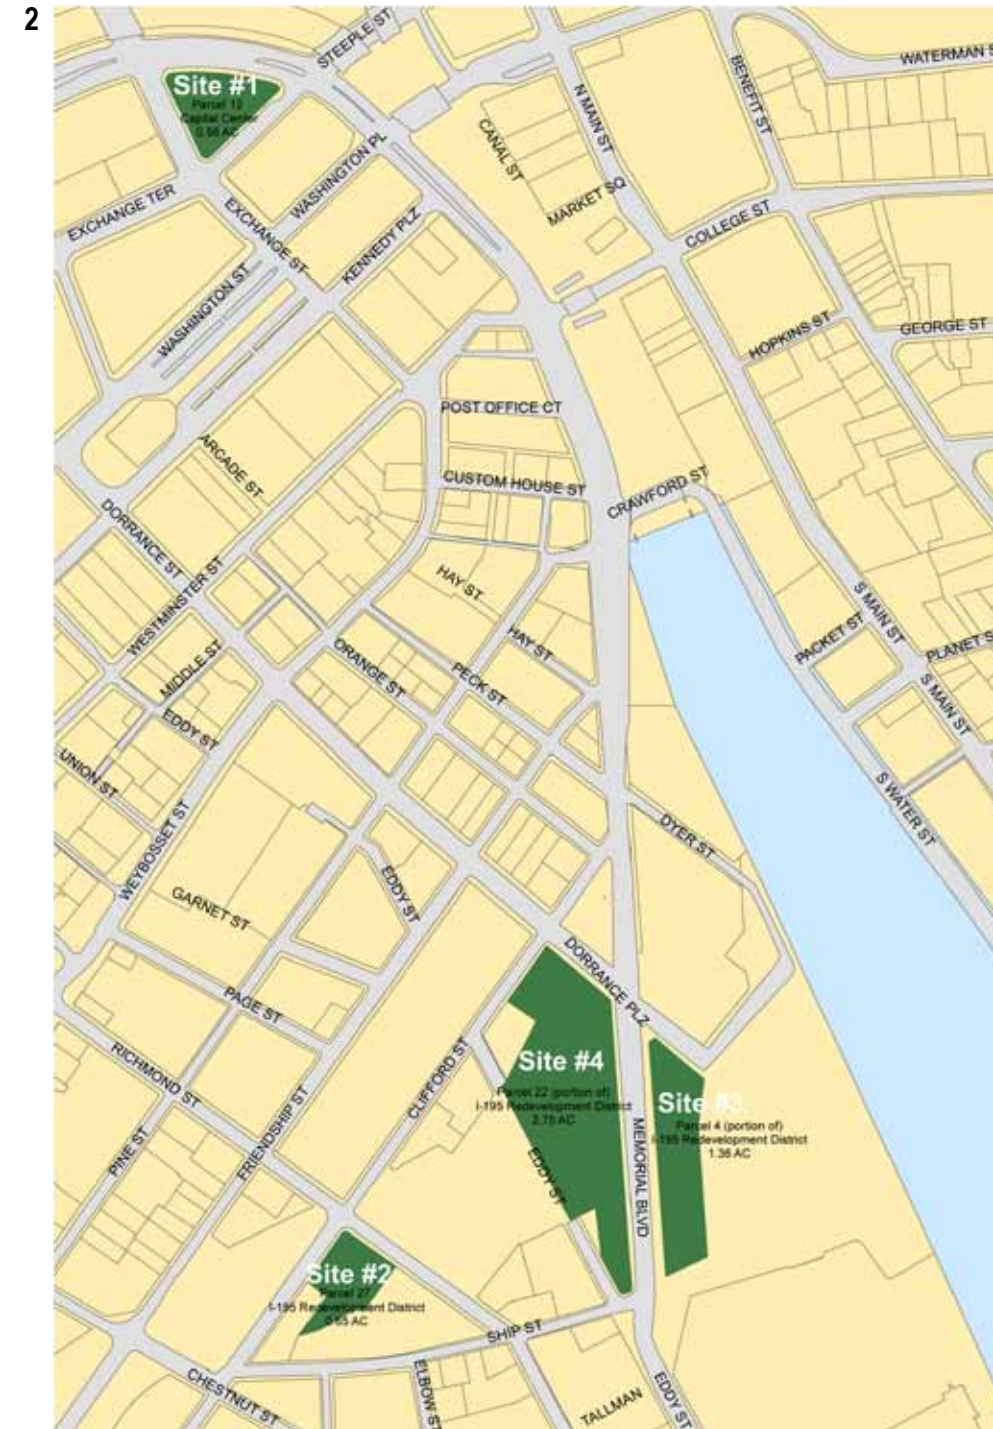 2
STEEPLE ST
WATERMAN S
Site #1
Parcel 12
Capital Center
0.56 AC
BENEFIT ST
N MAIN ST
CANAL ST
WASHINGTON PL
MARKET SQ
EXCHANGE TER
EXCHANGE ST
KENNEDY PLZ
COLLEGE ST
WASHINGTON ST
HOPKINS ST
GEORGE ST
POST OFFICE CT
ARCADE ST
CUSTOM HOUSE ST
CRAWFORD ST
DORRANCE ST
WESTMINSTER ST
HAY ST
HAY ST
S MAIN ST
PACKET ST
PLANET S
MIDDLE ST
ORANGE ST
PECK ST
S MAIN ST
EDDY ST
UNION ST
S WATER ST
DYER ST
WEYBOSSET ST
EDDY ST
GARNET ST
DORRANCE PLZ
PAGE ST
RICHMOND ST
CLIFFORD ST
Site #4
Parcel 22 (portion of)
I-195 Redevelopment District
2.75 AC
Site #3
Parcel 4 (portion of)
I-195 Redevelopment District
1.36 AC
PINE ST
FRIENDSHIP ST
EDDY ST
MEMORIAL BLVD
Site #2
Parcel 27
I-195 Redevelopment District
SHIP ST
CHESTNUT ST
ELBOW ST
TALLMAN
EDDY ST